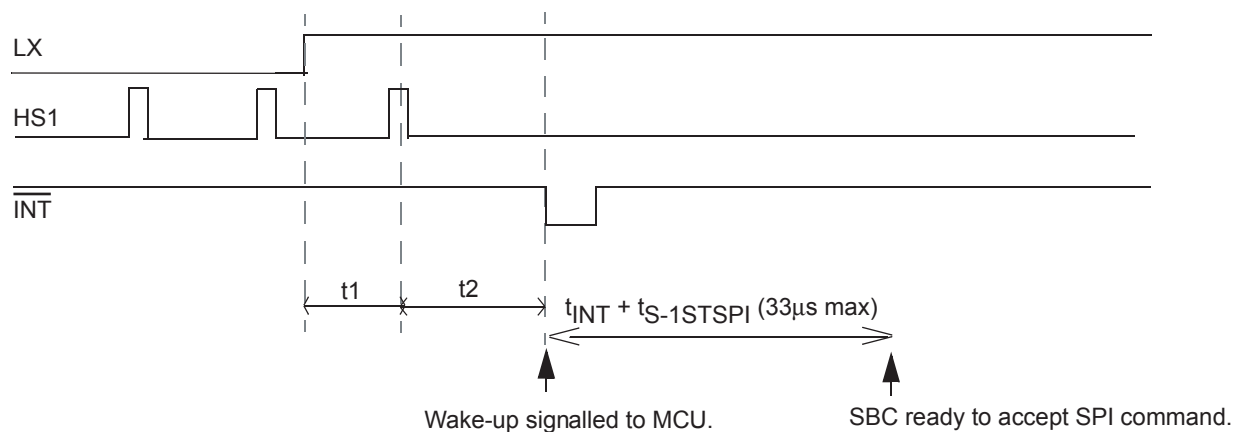 LX
HS1
INT
t1
t2
tINT + tS-1STSPI (33μs max)
Wake-up signalled to MCU.
SBC ready to accept SPI command.